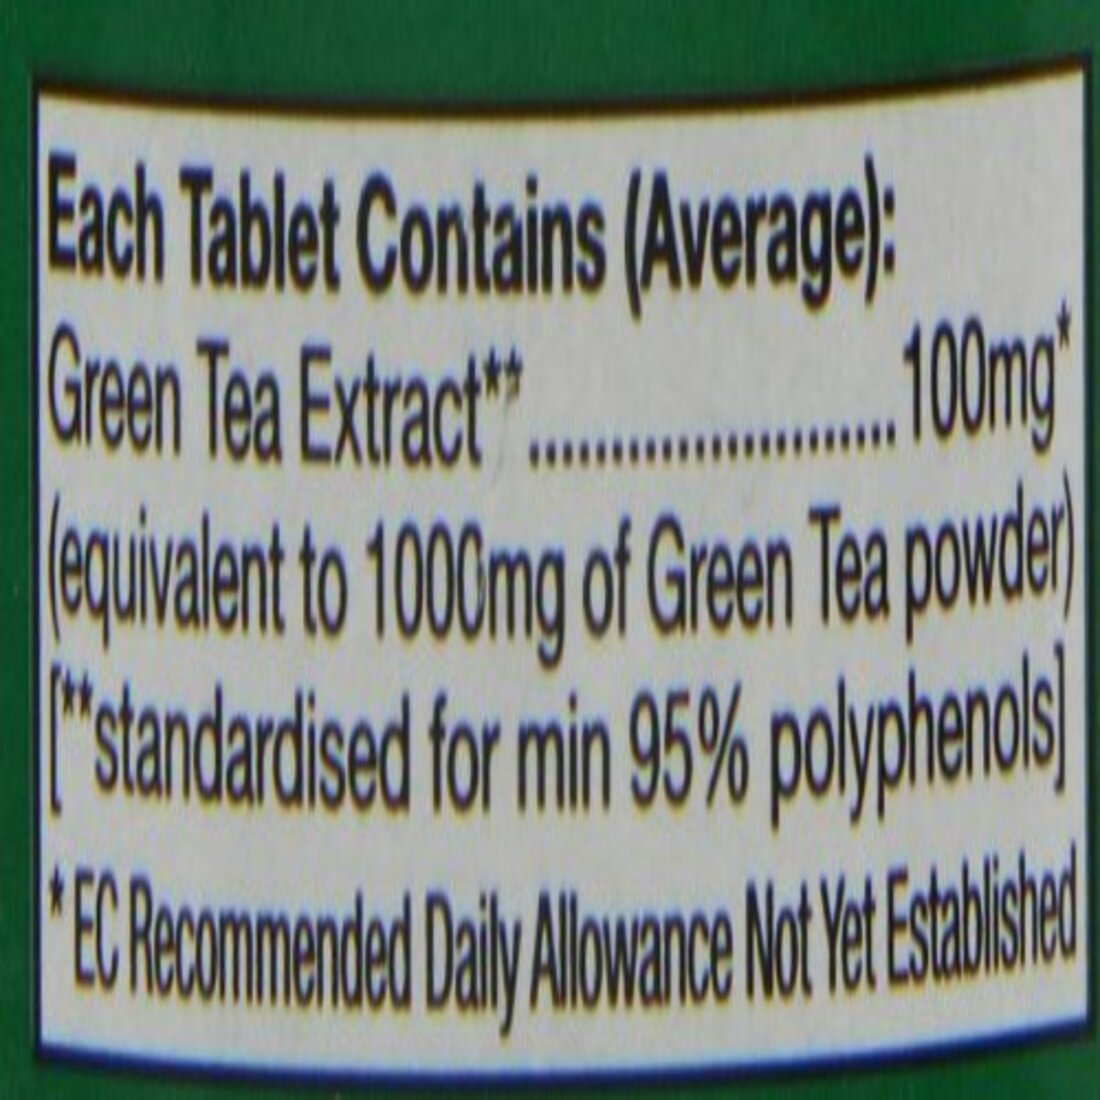 Each Tablet Contains (Average):
Green Tea Extract**......................100mg*
(equivalent to 1000mg of Green Tea powder)
[**standardised for min 95% polyphenols]
* EC Recommended Daily Allowance Not Yet Established